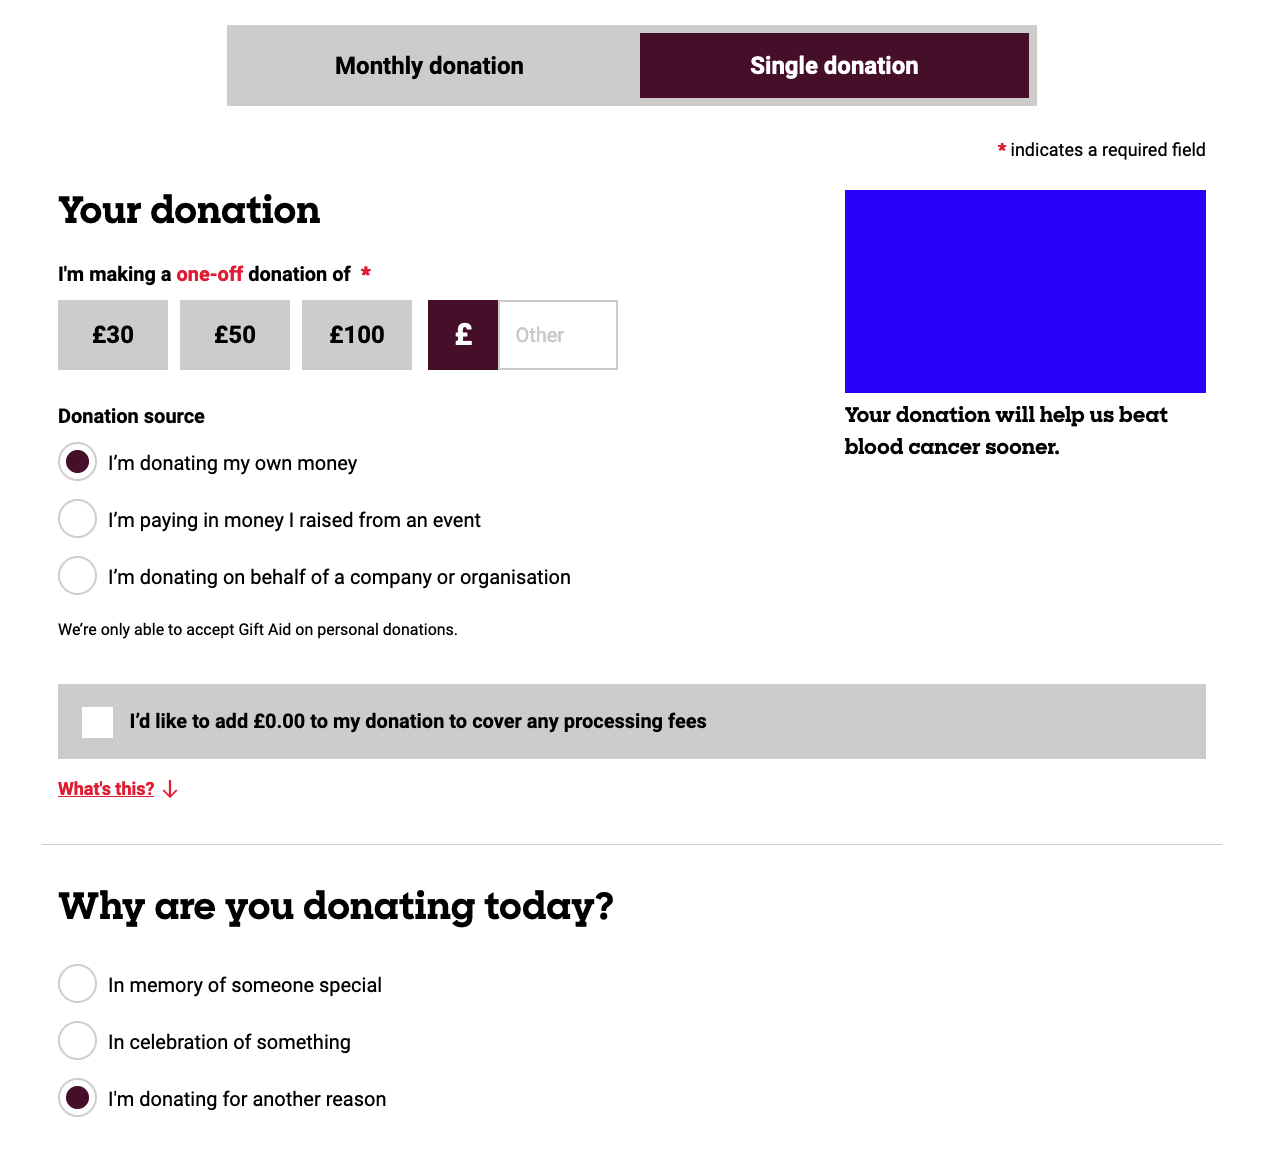 Monthly donation
Single donation
* indicates a required field
Your donation
I'm making a one-off donation of *
£30
£50
£100
£
Other
Your donation will help us beat
blood cancer sooner.
Donation source
I’m donating my own money
I’m paying in money I raised from an event
I’m donating on behalf of a company or organisation
We’re only able to accept Gift Aid on personal donations.
I’d like to add £0.00 to my donation to cover any processing fees
What's this?
Why are you donating today?
In memory of someone special
In celebration of something
I'm donating for another reason